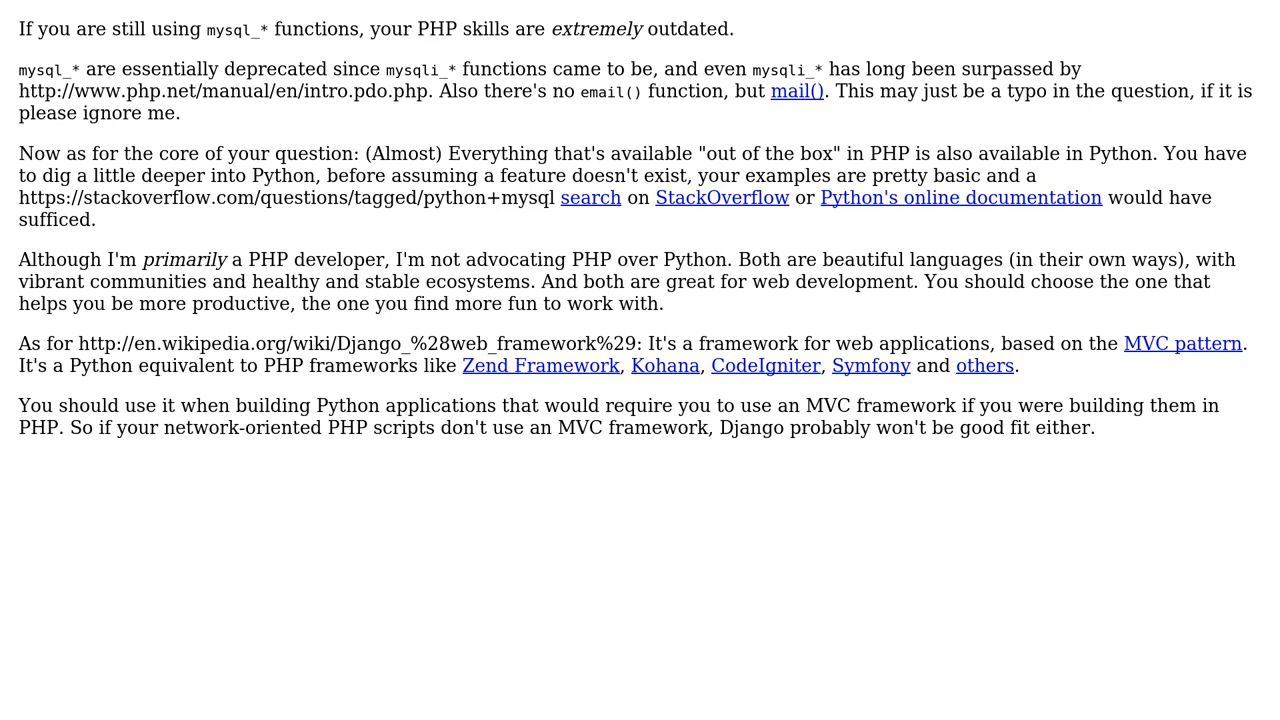 If you are still using mysql_* functions, your PHP skills are extremely outdated.
mysql_* are essentially deprecated since mysqli_* functions came to be, and even mysqli_* has long been surpassed by
http://www.php.net/manual/en/intro.pdo.php. Also there's no email() function, but mail(). This may just be a typo in the question, if it is
please ignore me.
Now as for the core of your question: (Almost) Everything that's available "out of the box" in PHP is also available in Python. You have
to dig a little deeper into Python, before assuming a feature doesn't exist, your examples are pretty basic and a
https://stackoverflow.com/questions/tagged/python+mysql search on StackOverflow or Python's online documentation would have
sufficed.
Although I'm primarily a PHP developer, I'm not advocating PHP over Python. Both are beautiful languages (in their own ways), with
vibrant communities and healthy and stable ecosystems. And both are great for web development. You should choose the one that
helps you be more productive, the one you find more fun to work with.
As for http://en.wikipedia.org/wiki/Django_%28web_framework%29: It's a framework for web applications, based on the MVC pattern.
It's a Python equivalent to PHP frameworks like Zend Framework, Kohana, CodeIgniter, Symfony and others.
You should use it when building Python applications that would require you to use an MVC framework if you were building them in
PHP. So if your network-oriented PHP scripts don't use an MVC framework, Django probably won't be good fit either.